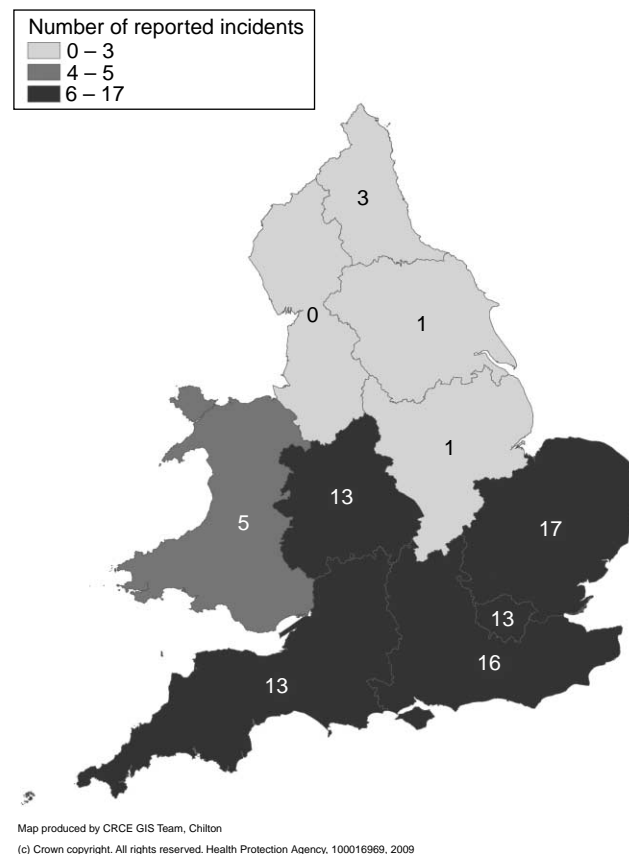 Number of reported incidents
0 – 3
4 – 5
6 – 17
3
0
1
1
13
5
17
13
16
13
Map produced by CRCE GIS Team, Chilton
(c) Crown copyright. All rights reserved. Health Protection Agency, 100016969, 2009